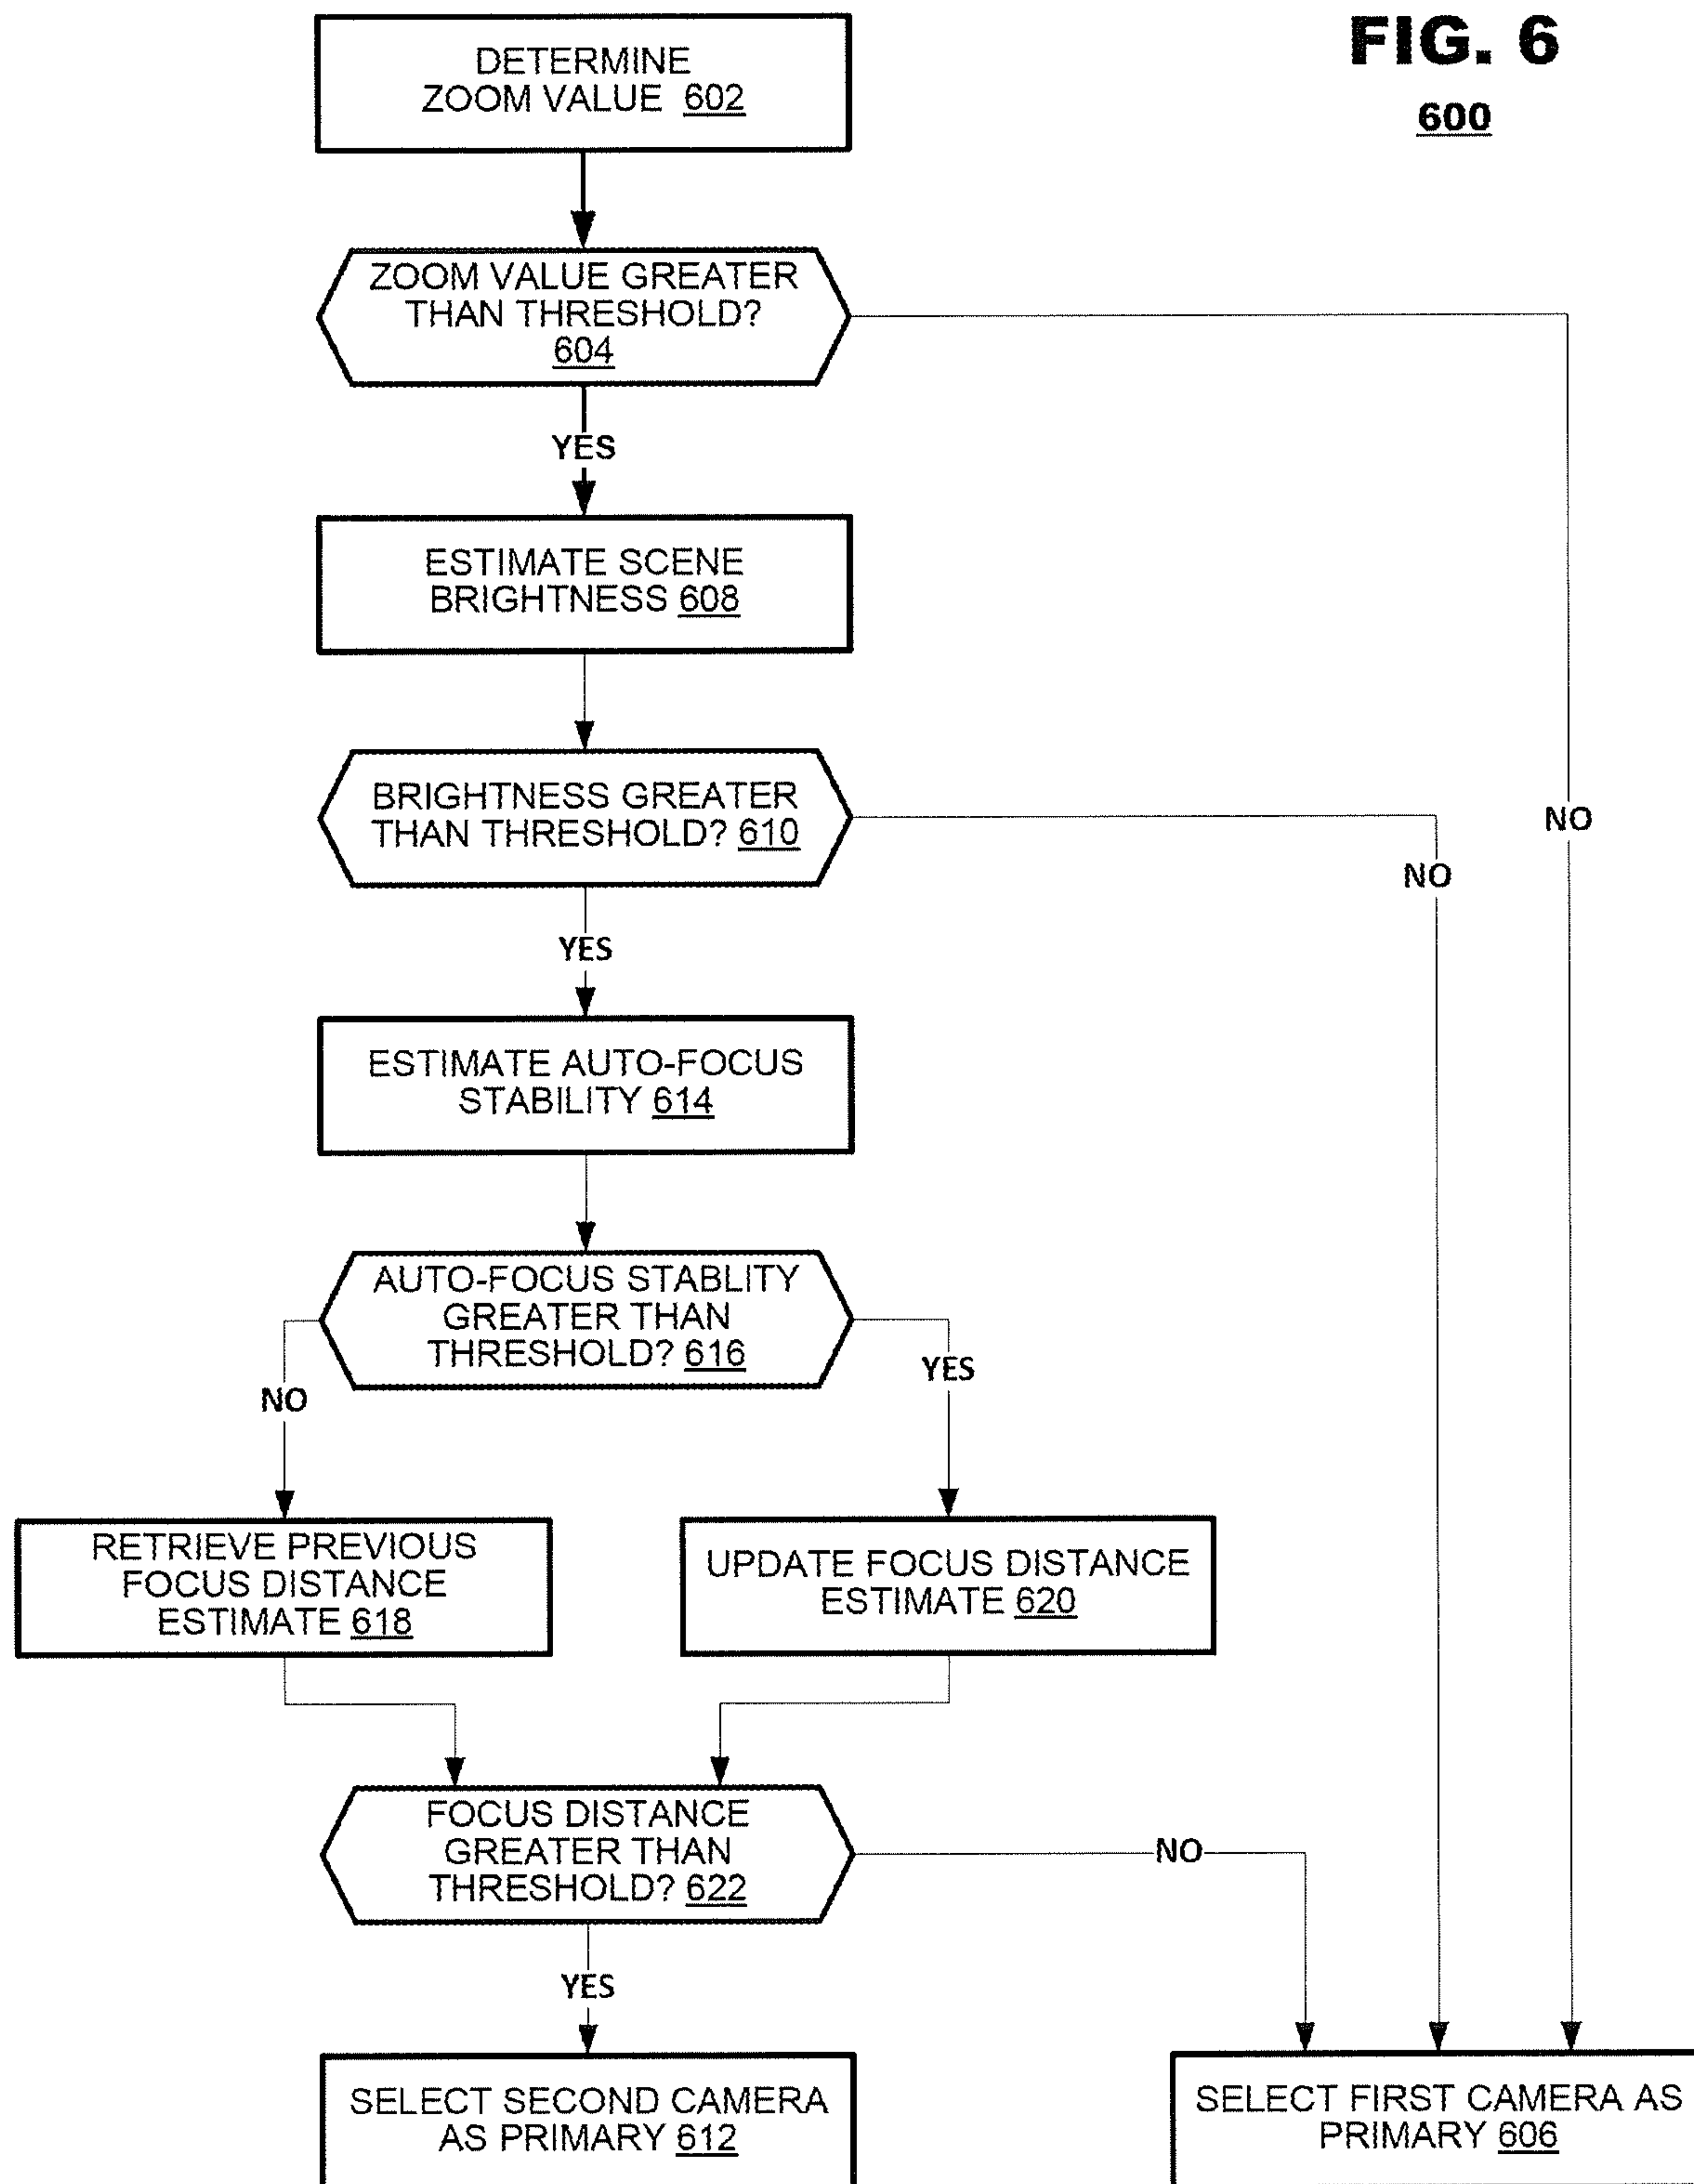 FIG. 6
600
DETERMINE
ZOOM VALUE 602
ZOOM VALUE GREATER
THAN THRESHOLD?
604
YES
ESTIMATE SCENE
BRIGHTNESS 608
BRIGHTNESS GREATER
THAN THRESHOLD? 610
NO
NO
YES
ESTIMATE AUTO-FOCUS
STABILITY 614
AUTO-FOCUS STABLITY
GREATER THAN
THRESHOLD? 616
YES
NO
RETRIEVE PREVIOUS
FOCUS DISTANCE
ESTIMATE 618
UPDATE FOCUS DISTANCE
ESTIMATE 620
FOCUS DISTANCE
GREATER THAN
THRESHOLD? 622
NO
YES
SELECT SECOND CAMERA
AS PRIMARY 612
SELECT FIRST CAMERA AS
PRIMARY 606